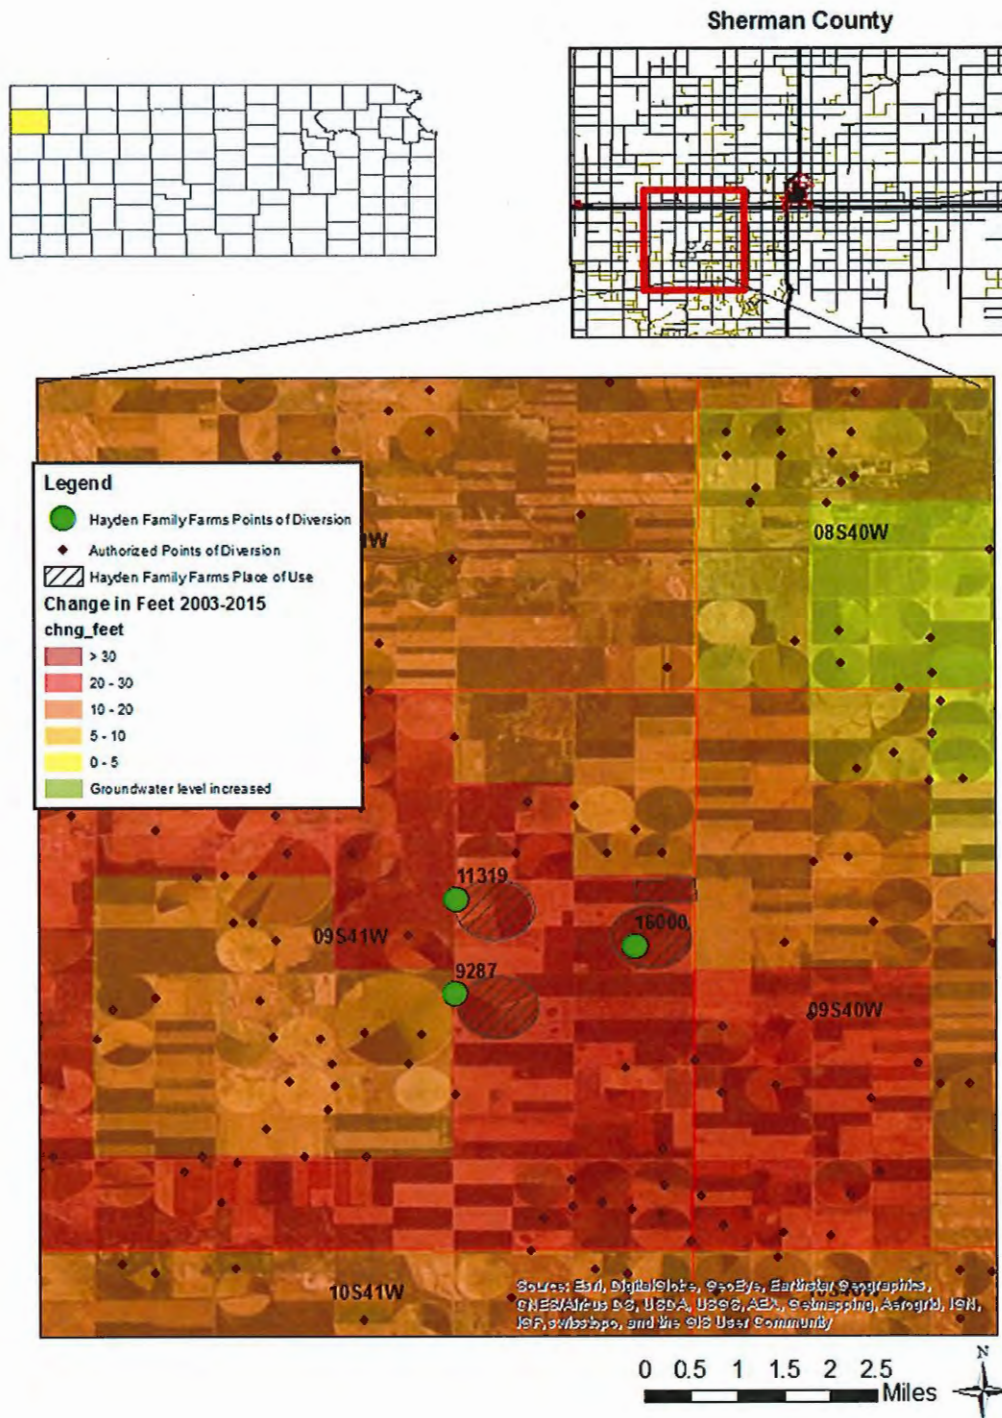 Sherman County
Legend
Hayden Family Farms Points of Diversion
Authorized Points of Diversion
Hayden Family Farms Place of Use
Change in Feet 2003-2015
chng_feet
> 30
20 - 30
10 - 20
5 - 10
0 - 5
Groundwater level increased
1W
08S40W
11319
16000
09S41W
9287
09S40W
10S41W
Source: Esri, DigitalGlobe, GeoEye, Earthstar Geographics,
CNES/Airbus DS, USDA, USGS, AEX, Getmapping, Aerogrid, IGN,
IGP, swisstopo, and the GIS User Community
N
0 0.5 1 1.5 2 2.5
Miles